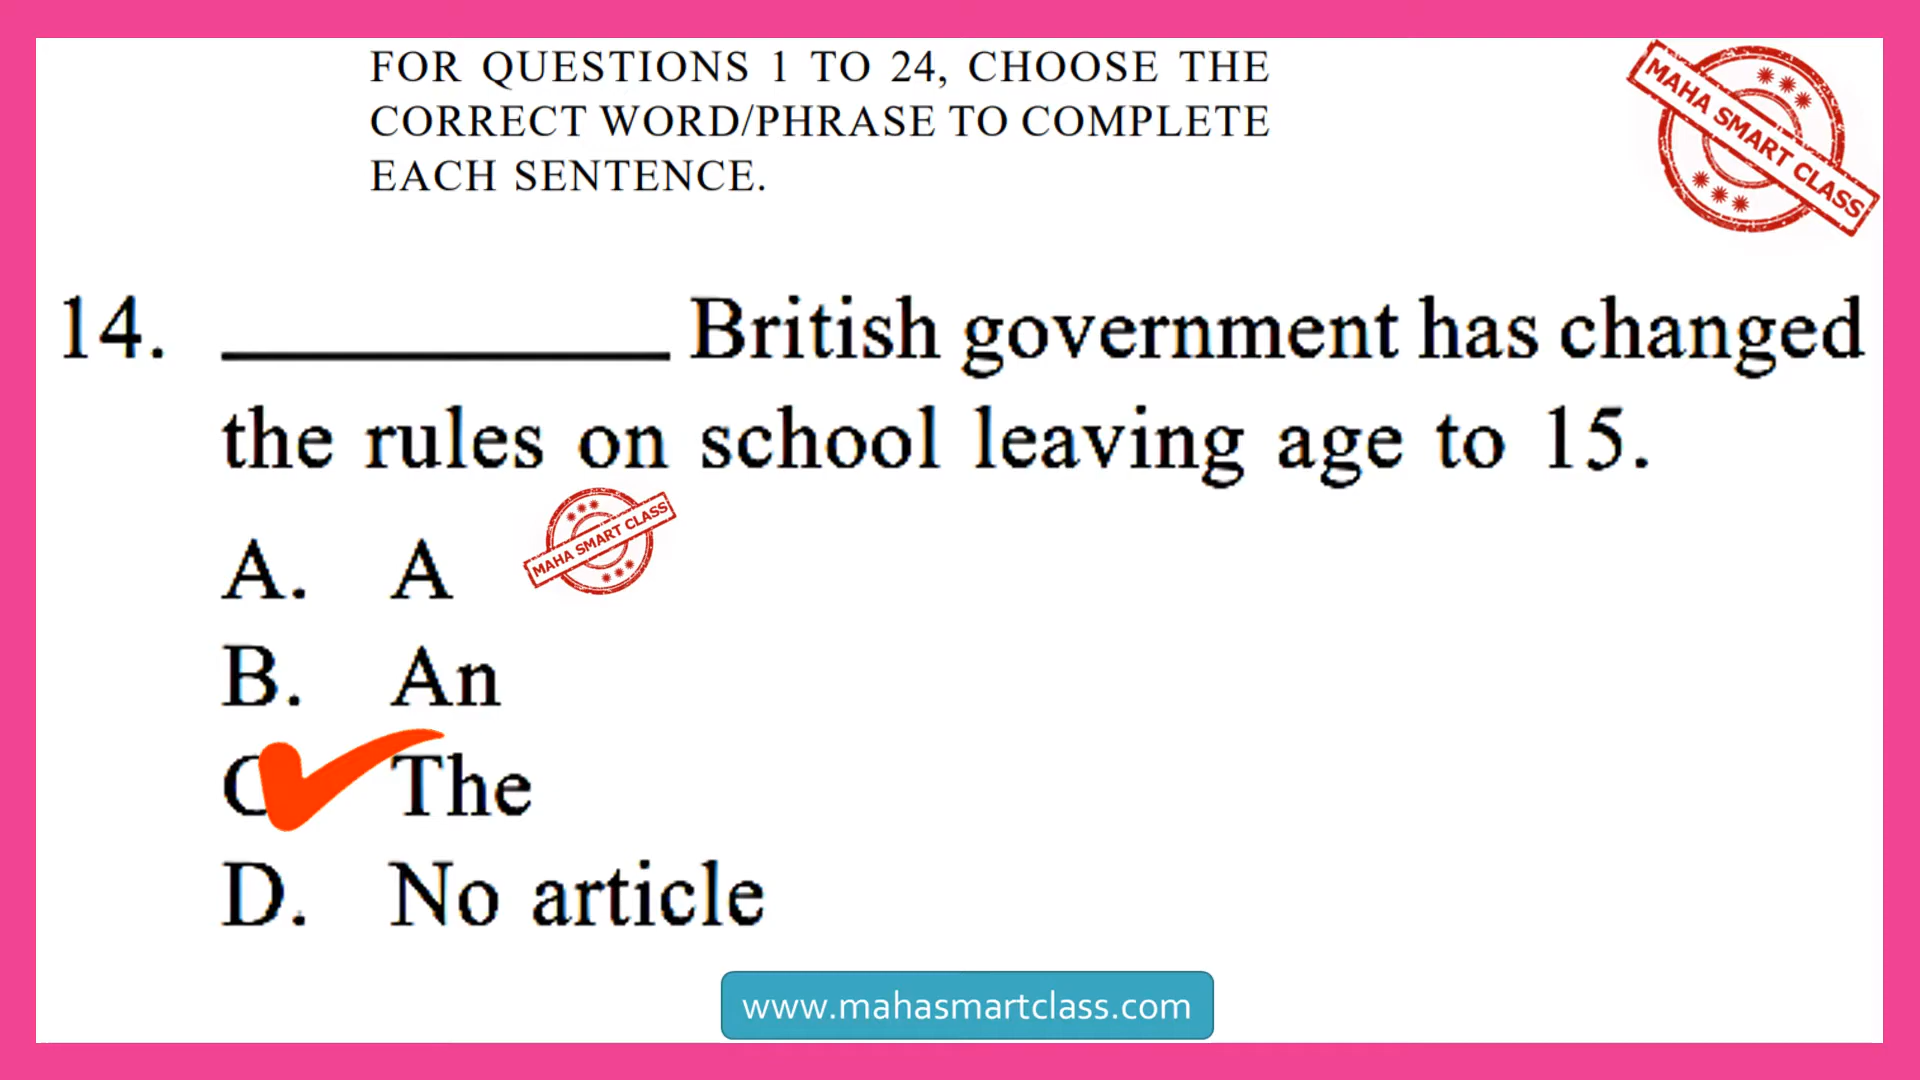 FOR QUESTIONS 1 TO 24, CHOOSE THE
CORRECT WORD/PHRASE TO COMPLETE
EACH SENTENCE.
MAHA SMART CLASS
14. __________ British government has changed
the rules on school leaving age to 15.
MAHA SMART CLASS
A. A
B. An
C The
D. No article
www.mahasmartclass.com